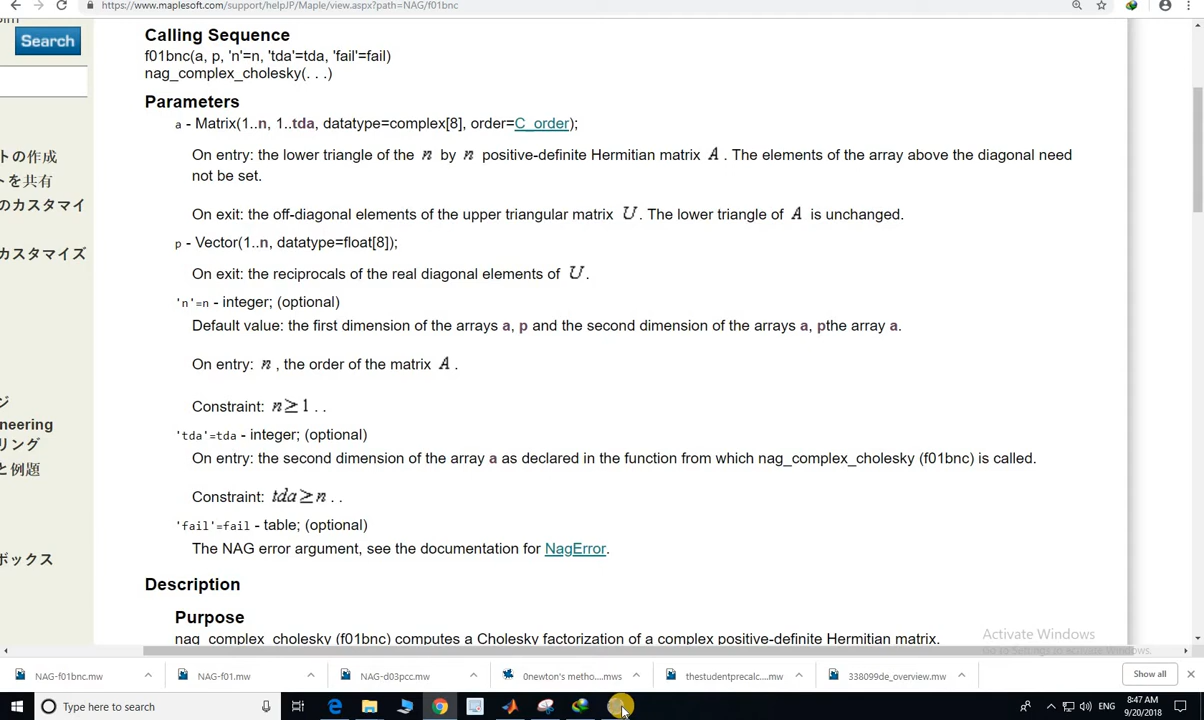 https://www.maplesoft.com/support/helpJP/Maple/view.aspx?path=NAG/f01bnc
Search
トの作成
トを共有
のカスタマイ
カスタマイズ
ジ
neering
リング
と例題
ボックス
Calling Sequence
f01bnc(a, p, 'n'=n, 'tda'=tda, 'fail'=fail)
nag_complex_cholesky(. . .)
Parameters
a - Matrix(1..n, 1..tda, datatype=complex[8], order=C_order);
On entry: the lower triangle of the n by n positive-definite Hermitian matrix A . The elements of the array above the diagonal need
not be set.
On exit: the off-diagonal elements of the upper triangular matrix U . The lower triangle of A is unchanged.
p - Vector(1..n, datatype=float[8]);
On exit: the reciprocals of the real diagonal elements of U .
'n'=n - integer; (optional)
Default value: the first dimension of the arrays a, p and the second dimension of the arrays a, pthe array a.
On entry: n , the order of the matrix A .
Constraint: n≥1 . .
'tda'=tda - integer; (optional)
On entry: the second dimension of the array a as declared in the function from which nag_complex_cholesky (f01bnc) is called.
Constraint: tda≥n . .
'fail'=fail - table; (optional)
The NAG error argument, see the documentation for NagError.
Description
Purpose
nag_complex_cholesky (f01bnc) computes a Cholesky factorization of a complex positive-definite Hermitian matrix.
Activate Windows
Go to Settings to Activate Windows.
NAG-f01bnc.mw
NAG-f01.mw
NAG-d03pcc.mw
0newton's metho....mws
thestudentprecalc....mw
338099de_overview.mw
Show all
Type here to search
ENG
8:47 AM
9/20/2018